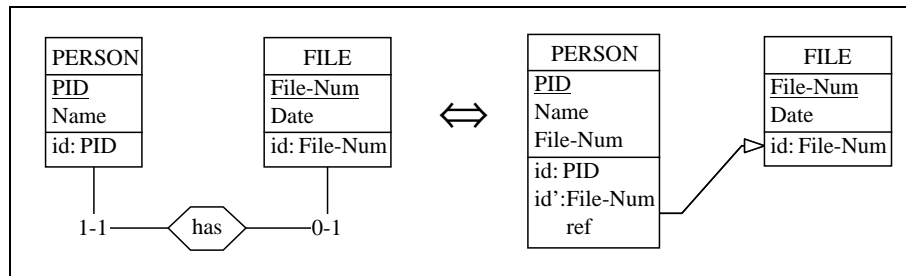 PERSON
PID
Name
id: PID
1-1
has
0-1
FILE
File-Num
Date
id: File-Num
⇔
PERSON
PID
Name
File-Num
id: PID
id':File-Num
ref
FILE
File-Num
Date
id: File-Num